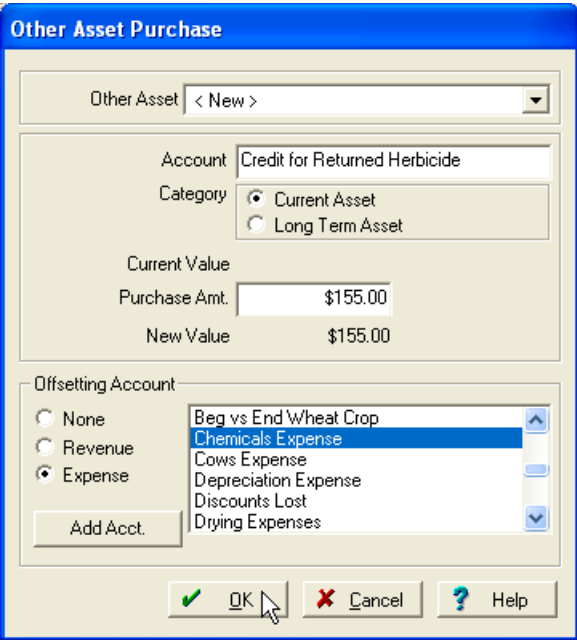 Other Asset Purchase
Other Asset < New >
Account Credit for Returned Herbicide
Category Current Asset
Long Term Asset
Current Value
Purchase Amt. $155.00
New Value $155.00
Offsetting Account
None
Revenue
Expense
Add Acct.
Beg vs End Wheat Crop
Chemicals Expense
Cows Expense
Depreciation Expense
Discounts Lost
Drying Expenses
OK Cancel ? Help